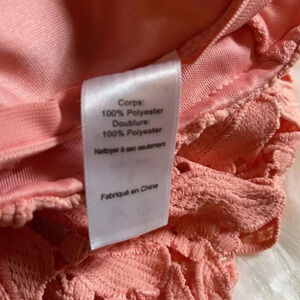 Corps:
100% Polyester
Doublure:
100% Polyester
Nettoyer à sec seulement
Fabriqué en Chine